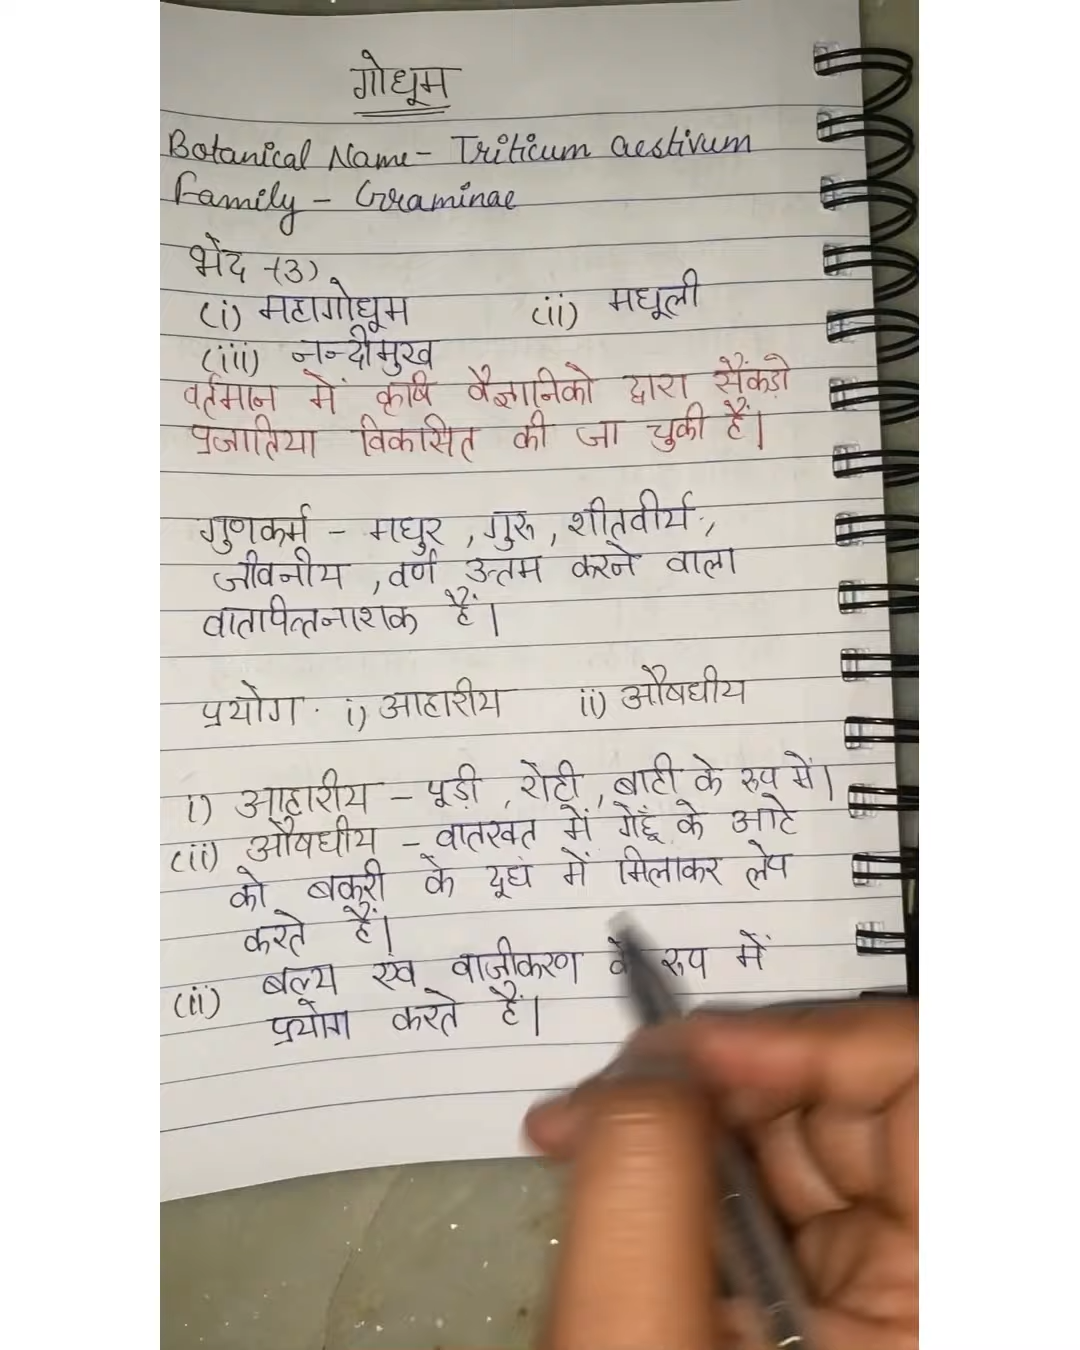 गोधूम
Botanical Name - Triticum aestivum
Family - Graminae
भेद -(3)
(i) महागोधूम (ii) मधूली
(iii) नन्दीमुख
वर्तमान में कृषि वैज्ञानिको द्वारा सैंकड़ो
प्रजातिया विकसित की जा चुकी हैं।
गुणकर्म - मधुर, गुरु, शीतवीर्य,
जीवनीय, वर्ण उत्तम करने वाला
वातपित्तनाशक हैं।
प्रयोग. i) आहारीय ii) औषधीय
i) आहारीय - पूड़ी, रोटी, बाटी के रूप में।
(ii) औषधीय - वातरक्त में गेहूँ के आटे
को बकरी के दूध में मिलाकर लेप
करते हैं।
(ii) बल्य एंव वाजीकरण के रूप में
प्रयोग करते हैं।